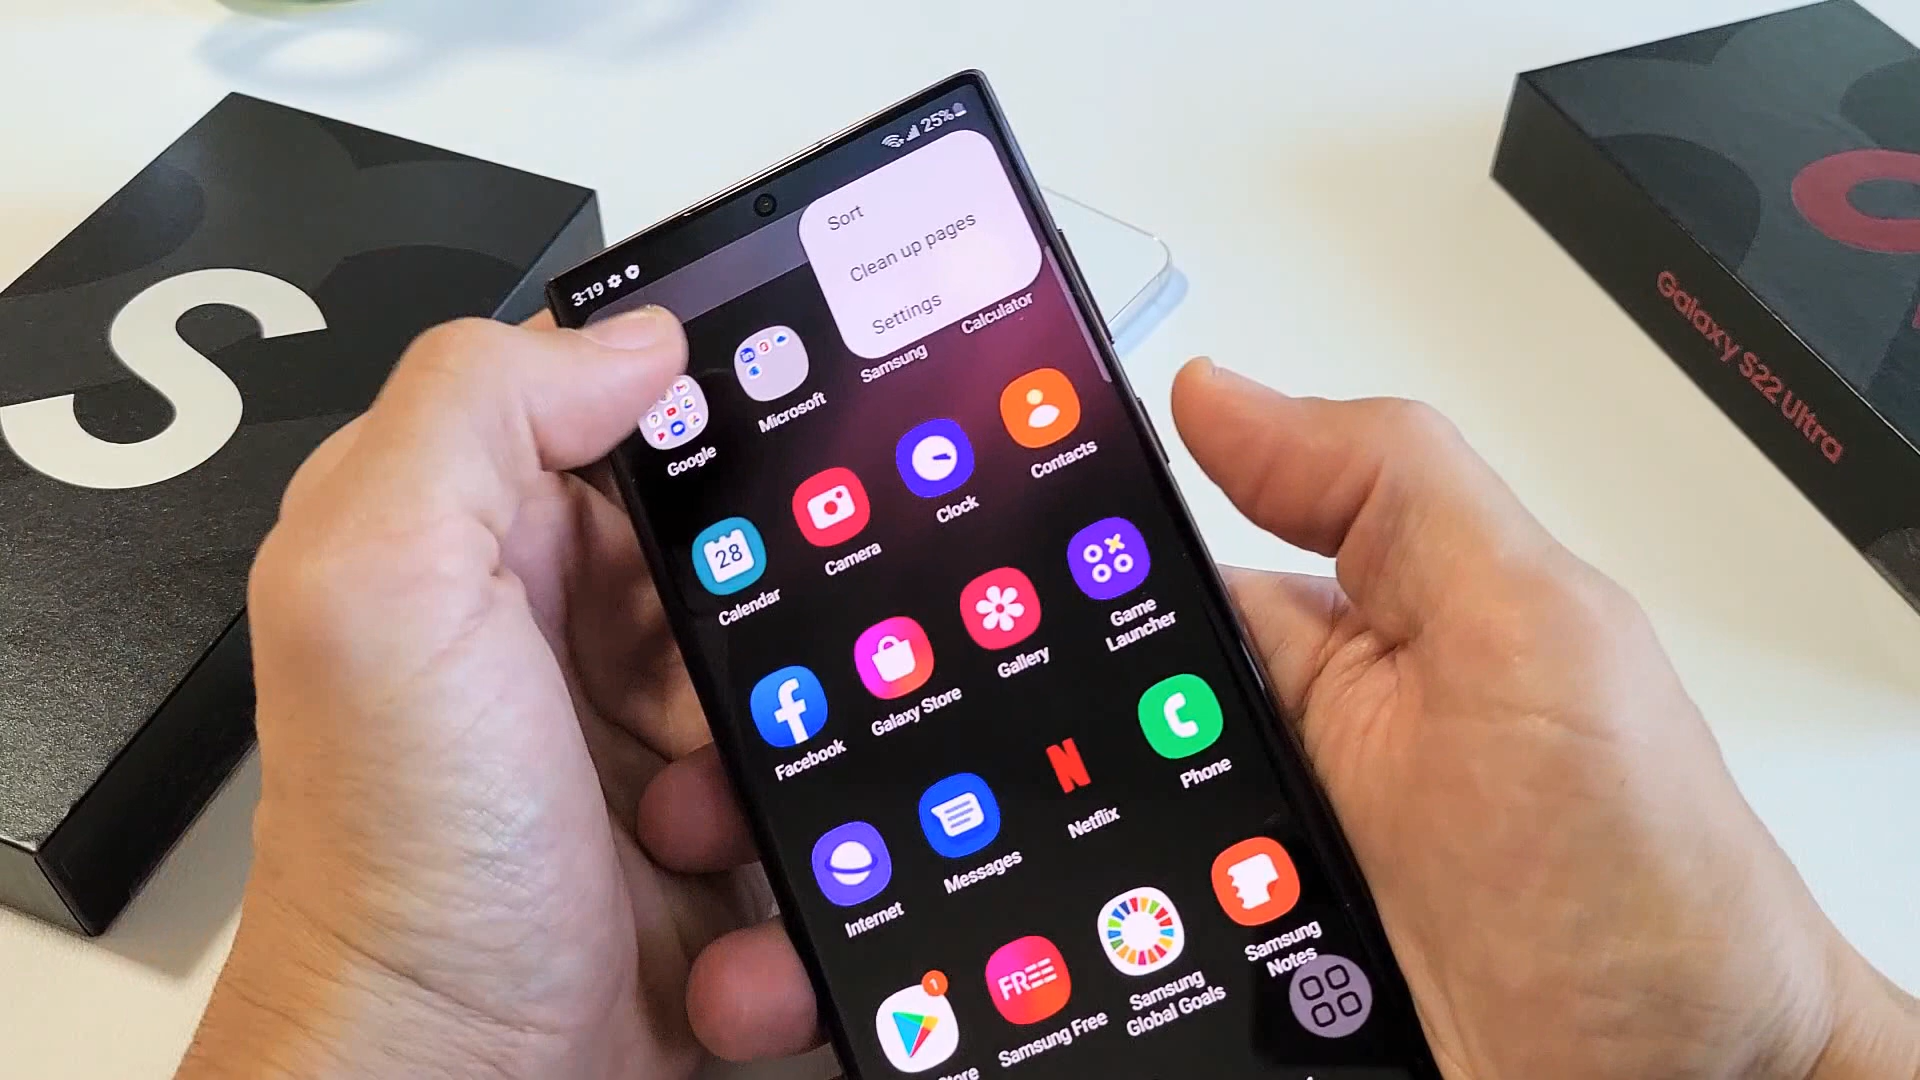 S
25%
3:19
Sort
Clean up pages
Settings
Google
Microsoft
Samsung
Calculator
Calendar
28
Camera
Clock
Contacts
Facebook
Galaxy Store
Gallery
Game
Launcher
Internet
Messages
N
Netflix
Phone
1
FREE
Samsung Free
Samsung
Global Goals
Samsung
Notes
Galaxy S22 Ultra